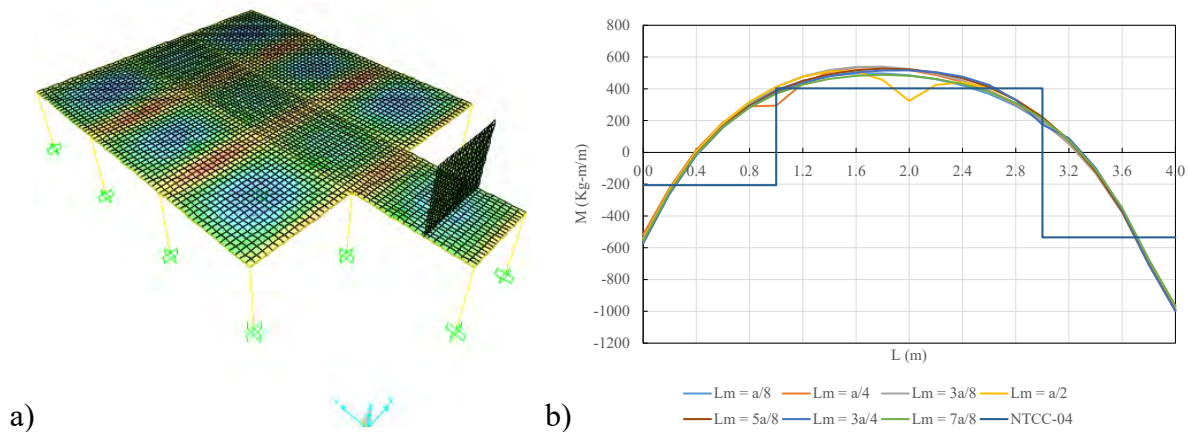 a)
b)
800
600
400
200
0
-200
-400
-600
-800
-1000
-1200
M (Kg-m/m)
0.0 0.4 0.8 1.2 1.6 2.0 2.4 2.8 3.2 3.6 4.0
L (m)
Lm = a/8 Lm = a/4 Lm = 3a/8 Lm = a/2
Lm = 5a/8 Lm = 3a/4 Lm = 7a/8 NTCC-04